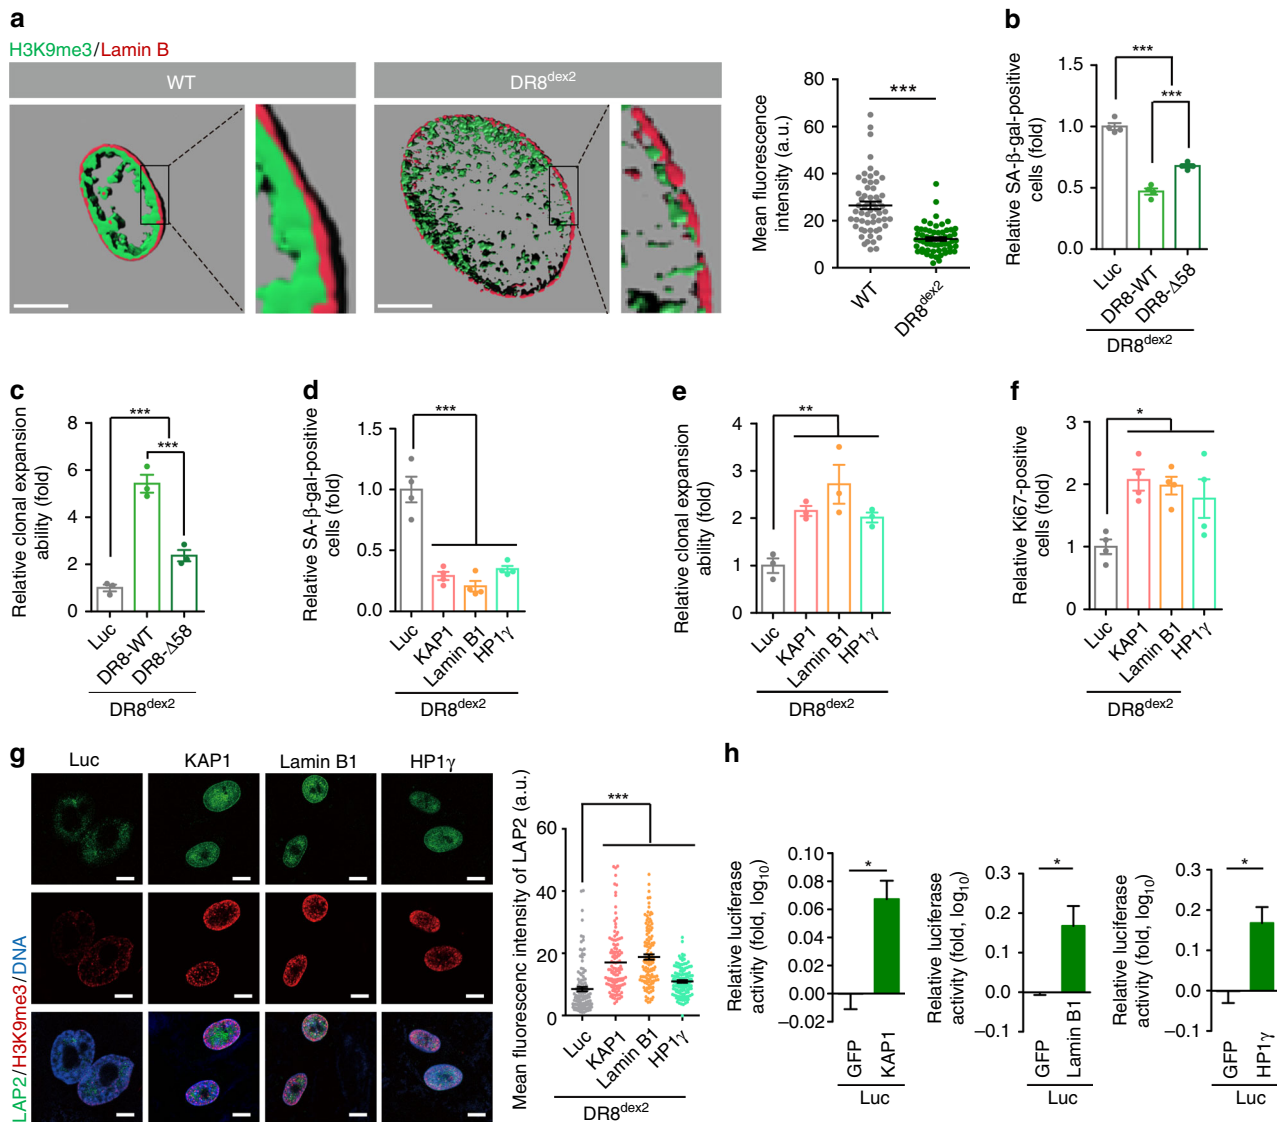 a
H3K9me3/Lamin B
WT
DR8dex2
Mean fluorescence
intensity (a.u.)
80
60
40
20
0
***
WT
DR8dex2
b
Relative SA-β-gal-positive
cells (fold)
1.5
1.0
0.5
0.0
***
***
Luc
DR8-WT
DR8-Δ58
DR8dex2
c
Relative clonal expansion
ability (fold)
8
6
4
2
0
***
***
Luc
DR8-WT
DR8-Δ58
DR8dex2
d
Relative SA-β-gal-positive
cells (fold)
1.5
1.0
0.5
0.0
***
Luc
KAP1
Lamin B1
HP1γ
DR8dex2
e
Relative clonal expansion
ability (fold)
4
3
2
1
0
**
Luc
KAP1
Lamin B1
HP1γ
DR8dex2
f
Relative Ki67-positive
cells (fold)
3
2
1
0
*
Luc
KAP1
Lamin B1
HP1γ
DR8dex2
g
Luc
KAP1
Lamin B1
HP1γ
LAP2/H3K9me3/DNA
Mean fluorescenc intensity of LAP2 (a.u.)
60
40
20
0
***
Luc
KAP1
Lamin B1
HP1γ
DR8dex2
h
Relative luciferase
activity (fold, log10)
0.10
0.08
0.06
0.04
0.02
0.00
–0.02
*
GFP
KAP1
Luc
Relative luciferase
activity (fold, log10)
0.3
0.2
0.1
0.0
–0.1
*
GFP
Lamin B1
Luc
Relative luciferase
activity (fold, log10)
0.3
0.2
0.1
0.0
–0.1
*
GFP
HP1γ
Luc